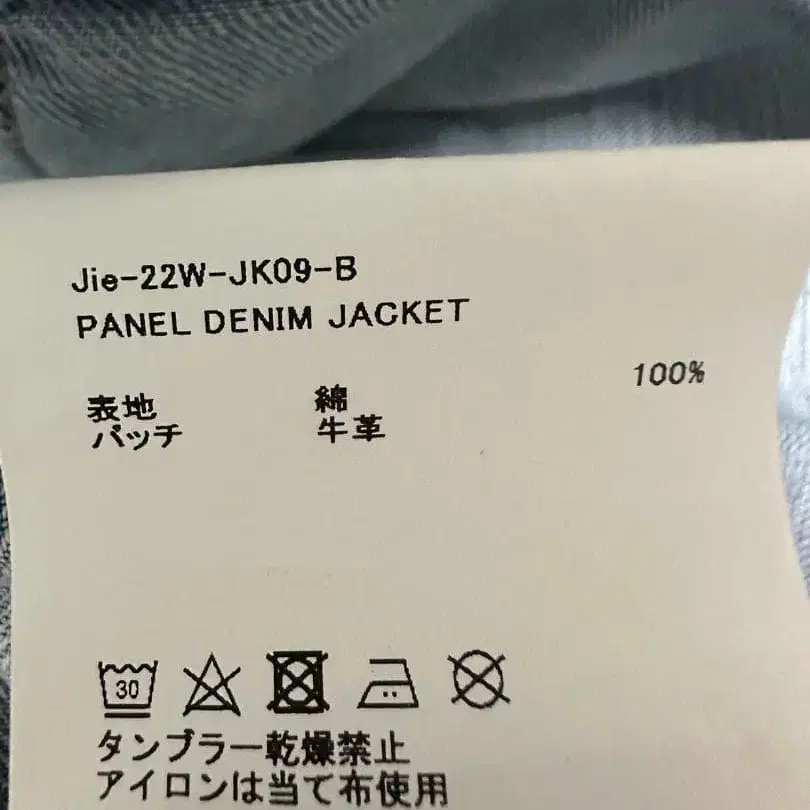 Jie-22W-JK09-B
PANEL DENIM JACKET
表地 綿 100%
パッチ 牛革
30
タンブラー乾燥禁止
アイロンは当て布使用